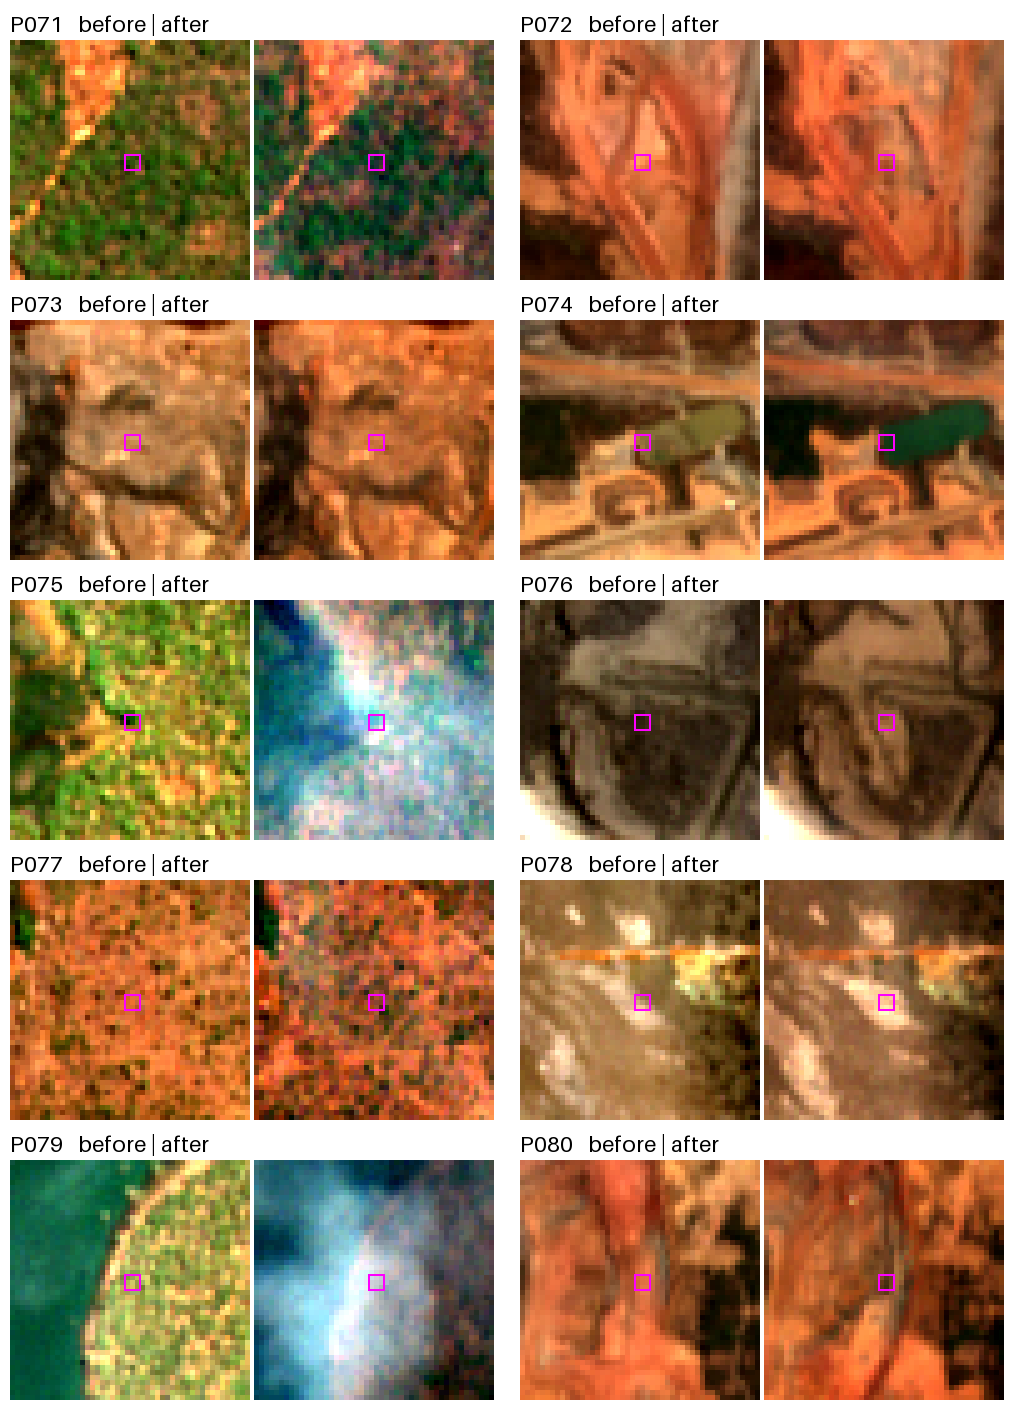 P071 before | after
P072 before | after
P073 before | after
P074 before | after
P075 before | after
P076 before | after
P077 before | after
P078 before | after
P079 before | after
P080 before | after